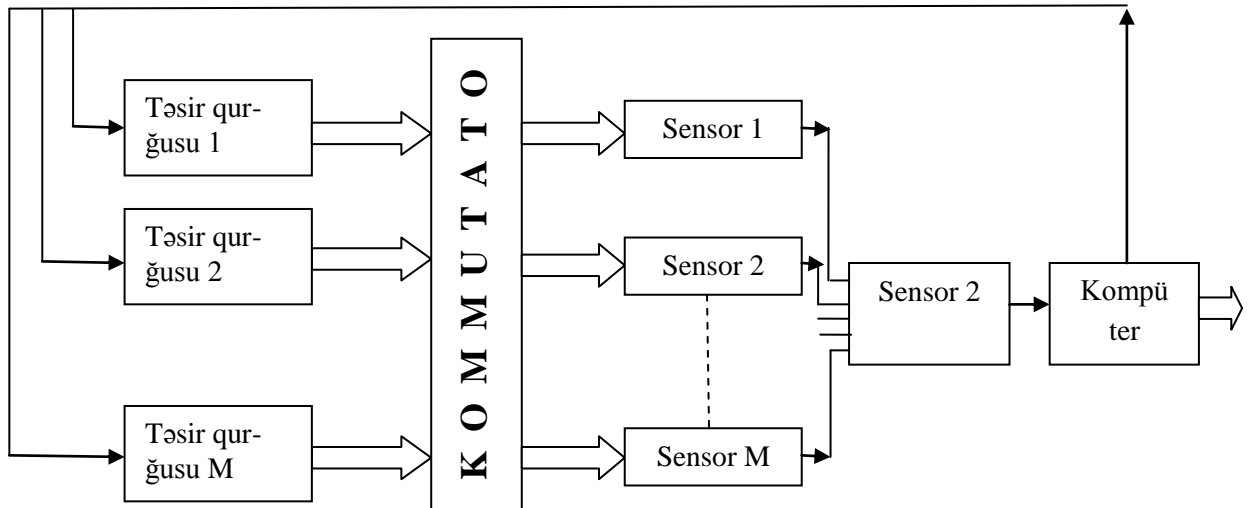 Təsir qur-
ğusu 1
Təsir qur-
ğusu 2
Təsir qur-
ğusu M
KOMMUTATO
Sensor 1
Sensor 2
Sensor M
Sensor 2
Kompü
ter